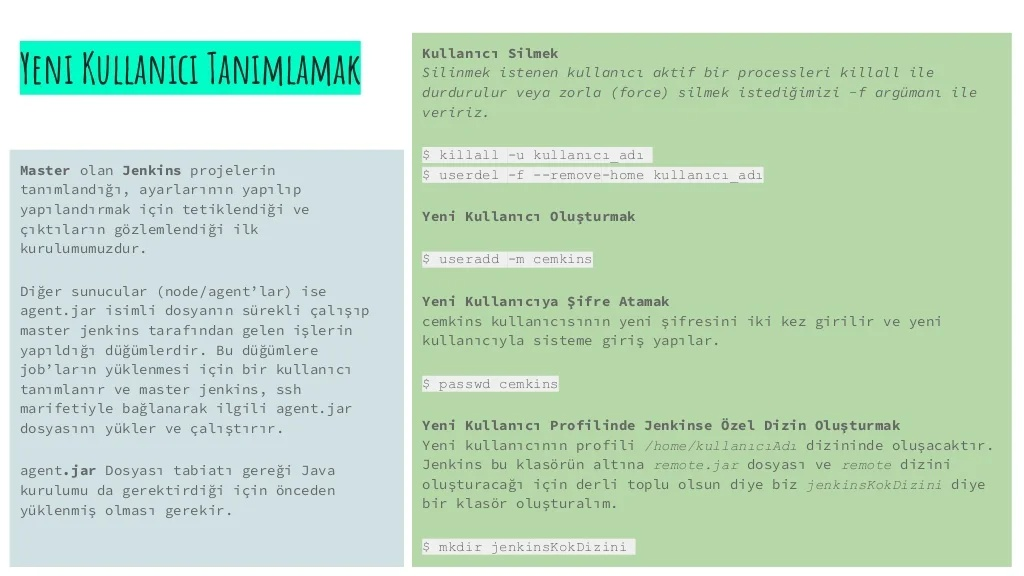 Yeni Kullanici Tanimlamak
Master olan Jenkins projelerin
tanımlandığı, ayarlarının yapılıp
yapılandırmak için tetiklendiği ve
çıktıların gözlemlendiği ilk
kurulumumuzdur.
Diğer sunucular (node/agent’lar) ise
agent.jar isimli dosyanın sürekli çalışıp
master jenkins tarafından gelen işlerin
yapıldığı düğümlerdir. Bu düğümlere
job’ların yüklenmesi için bir kullanıcı
tanımlanır ve master jenkins, ssh
marifetiyle bağlanarak ilgili agent.jar
dosyasını yükler ve çalıştırır.
agent.jar Dosyası tabiatı gereği Java
kurulumu da gerektirdiği için önceden
yüklenmiş olması gerekir.
Kullanıcı Silmek
Silinmek istenen kullanıcı aktif bir processleri killall ile
durdurulur veya zorla (force) silmek istediğimizi -f argümanı ile
veririz.
$ killall -u kullanıcı_adı
$ userdel -f --remove-home kullanıcı_adı
Yeni Kullanıcı Oluşturmak
$ useradd -m cemkins
Yeni Kullanıcıya Şifre Atamak
cemkins kullanıcısının yeni şifresini iki kez girilir ve yeni
kullanıcıyla sisteme giriş yapılar.
$ passwd cemkins
Yeni Kullanıcı Profilinde Jenkinse Özel Dizin Oluşturmak
Yeni kullanıcının profili /home/kullanıcıAdı dizininde oluşacaktır.
Jenkins bu klasörün altına remote.jar dosyası ve remote dizini
oluşturacağı için derli toplu olsun diye biz jenkinsKokDizini diye
bir klasör oluşturalım.
$ mkdir jenkinsKokDizini